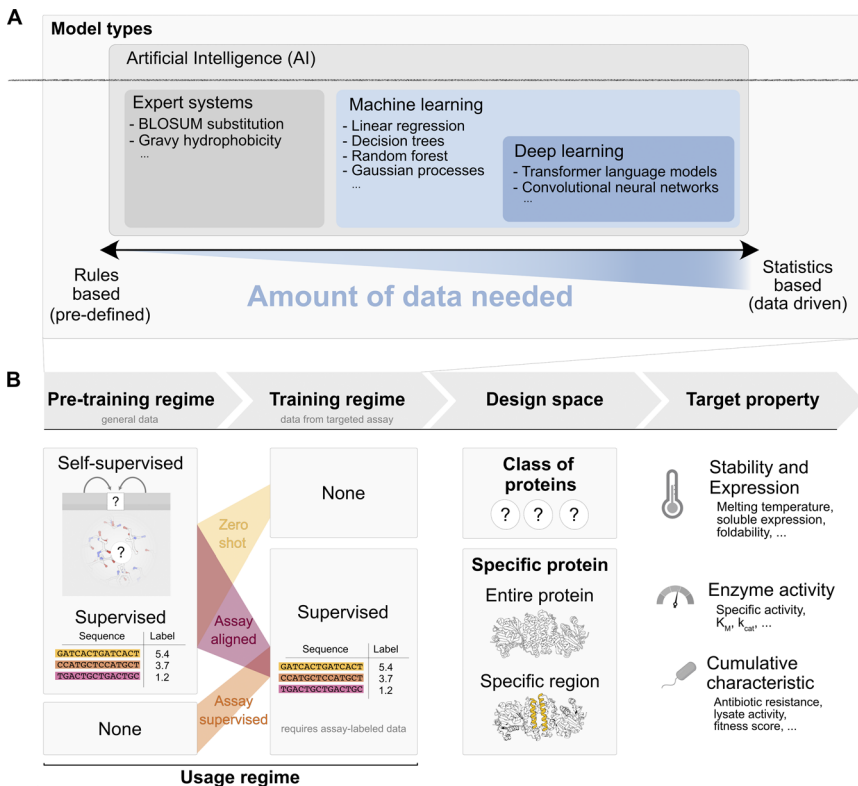 A
Model types
Artificial Intelligence (AI)
Expert systems
- BLOSUM substitution
- Gravy hydrophobicity
...
Machine learning
- Linear regression
- Decision trees
- Random forest
- Gaussian processes
...
Deep learning
- Transformer language models
- Convolutional neural networks
...
Rules
based
(pre-defined)
Amount of data needed
Statistics
based
(data driven)
B
Pre-training regime
general data
Training regime
data from targeted assay
Design space
Target property
Self-supervised
?
?
Supervised
Sequence Label
GATCACTGATCACT 5.4
CCATGCTCCATGCT 3.7
TGACTGCTGACTGC 1.2
None
Zero
shot
Assay
aligned
Assay
supervised
None
Supervised
Sequence Label
GATCACTGATCACT 5.4
CCATGCTCCATGCT 3.7
TGACTGCTGACTGC 1.2
requires assay-labeled data
Usage regime
Class of
proteins
? ? ?
Specific protein
Entire protein
Specific region
Stability and
Expression
Melting temperature,
soluble expression,
foldability, ...
Enzyme activity
Specific activity,
K_M, k_cat, ...
Cumulative
characteristic
Antibiotic resistance,
lysate activity,
fitness score, ...